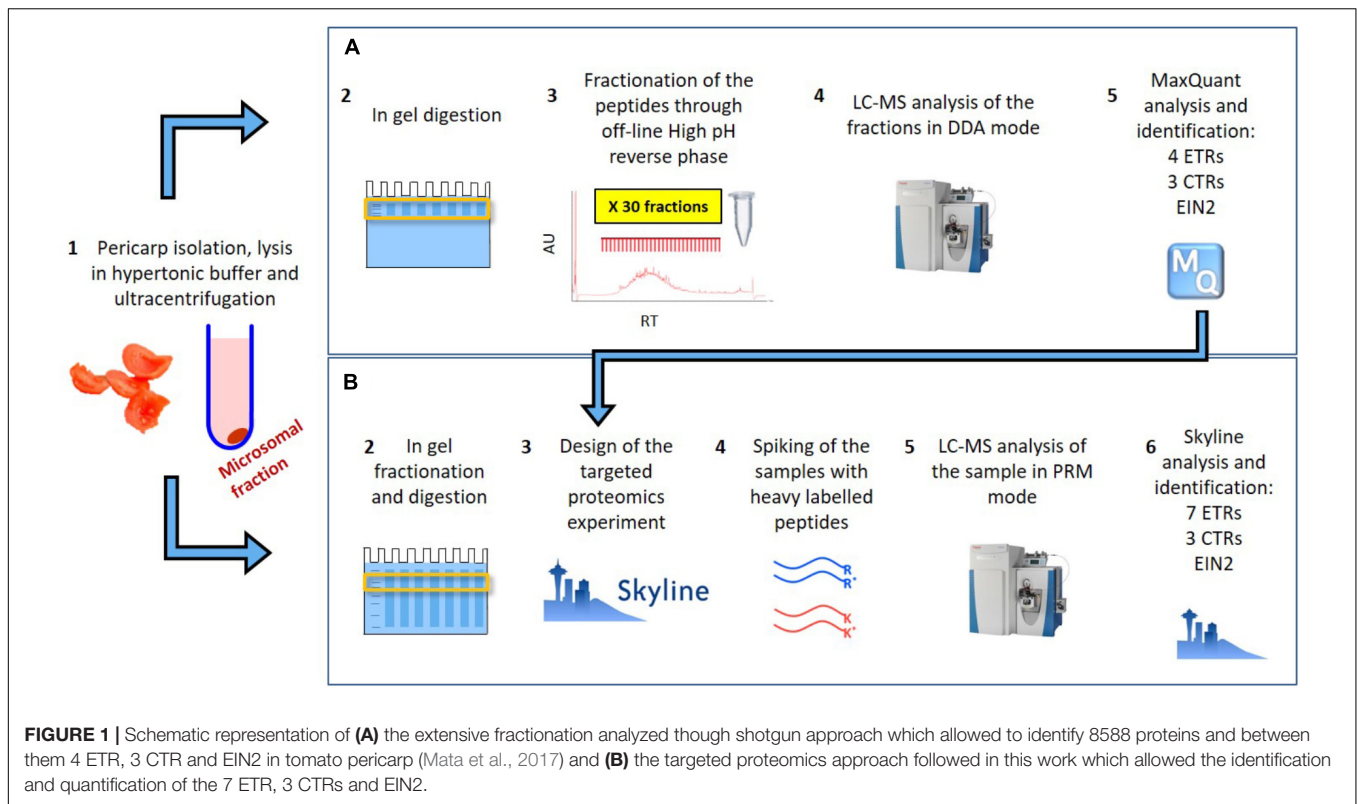 A
2
In gel digestion
3
Fractionation of the
peptides through
off-line High pH
reverse phase
X 30 fractions
AU
RT
4
LC-MS analysis of the
fractions in DDA mode
5
MaxQuant
analysis and
identification:
4 ETRs
3 CTRs
EIN2
M
Q
1
Pericarp isolation, lysis
in hypertonic buffer and
ultracentrifugation
Microsomal
fraction
B
2
In gel
fractionation
and digestion
3
Design of the
targeted
proteomics
experiment
Skyline
4
Spiking of the
samples with
heavy labelled
peptides
R
R*
K
K*
5
LC-MS analysis of
the sample in PRM
mode
6
Skyline
analysis and
identification:
7 ETRs
3 CTRs
EIN2
FIGURE 1 | Schematic representation of (A) the extensive fractionation analyzed though shotgun approach which allowed to identify 8588 proteins and between
them 4 ETR, 3 CTR and EIN2 in tomato pericarp (Mata et al., 2017) and (B) the targeted proteomics approach followed in this work which allowed the identification
and quantification of the 7 ETR, 3 CTRs and EIN2.